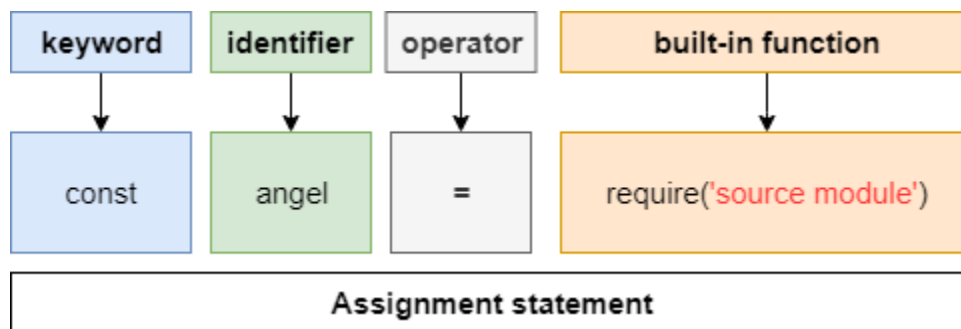 keyword identifier operator built-in function
const angel = require('source module')
Assignment statement